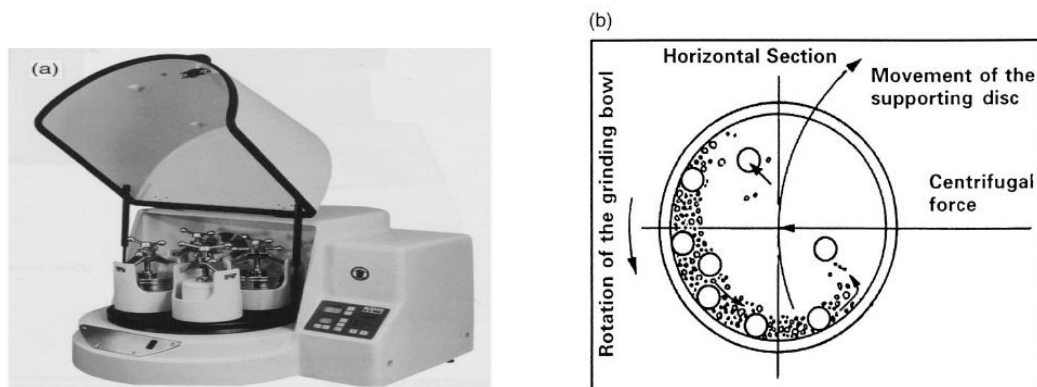 (a)
(b)
Horizontal Section
Movement of the
supporting disc
Rotation of the grinding bowl
Centrifugal
force